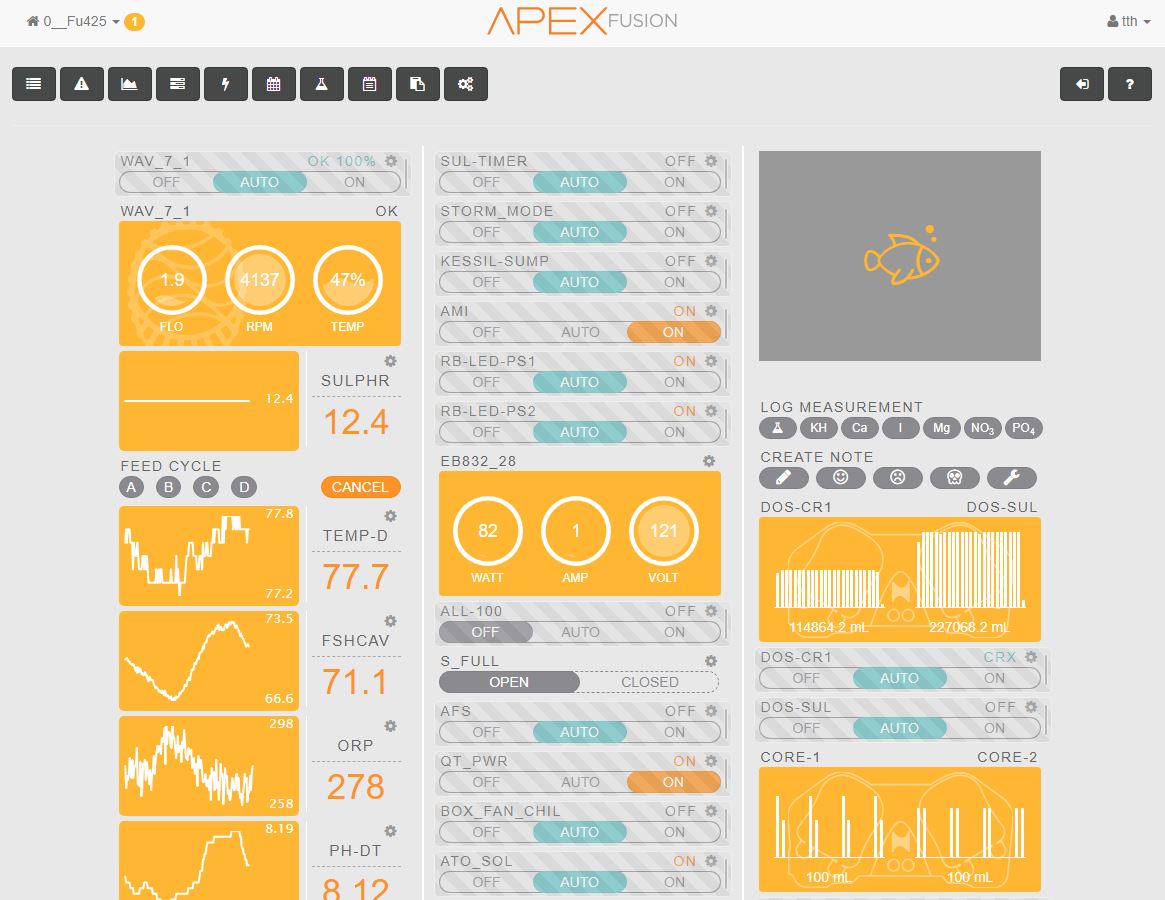 0__Fu425 1
APEX FUSION
tth
?
WAV_7_1 OK 100%
OFF AUTO ON
WAV_7_1 OK
1.9 4137 47%
FLO RPM TEMP
12.4
SULPHR
12.4
FEED CYCLE
A B C D CANCEL
77.8
77.2
TEMP-D
77.7
73.5
66.6
FSHCAV
71.1
298
258
ORP
278
8.19
PH-DT
8.12
SUL-TIMER OFF
OFF AUTO ON
STORM_MODE OFF
OFF AUTO ON
KESSIL-SUMP OFF
OFF AUTO ON
AMI ON
OFF AUTO ON
RB-LED-PS1 ON
OFF AUTO ON
RB-LED-PS2 ON
OFF AUTO ON
EB832_28
82 1 121
WATT AMP VOLT
ALL-100 OFF
OFF AUTO ON
S_FULL
OPEN CLOSED
AFS OFF
OFF AUTO ON
QT_PWR ON
OFF AUTO ON
BOX_FAN_CHIL OFF
OFF AUTO ON
ATO_SOL ON
OFF AUTO ON
LOG MEASUREMENT
KH Ca I Mg NO3 PO4
CREATE NOTE
DOS-CR1 DOS-SUL
114864.2 mL 227068.2 mL
DOS-CR1 CRX
OFF AUTO ON
DOS-SUL OFF
OFF AUTO ON
CORE-1 CORE-2
100 mL 100 mL